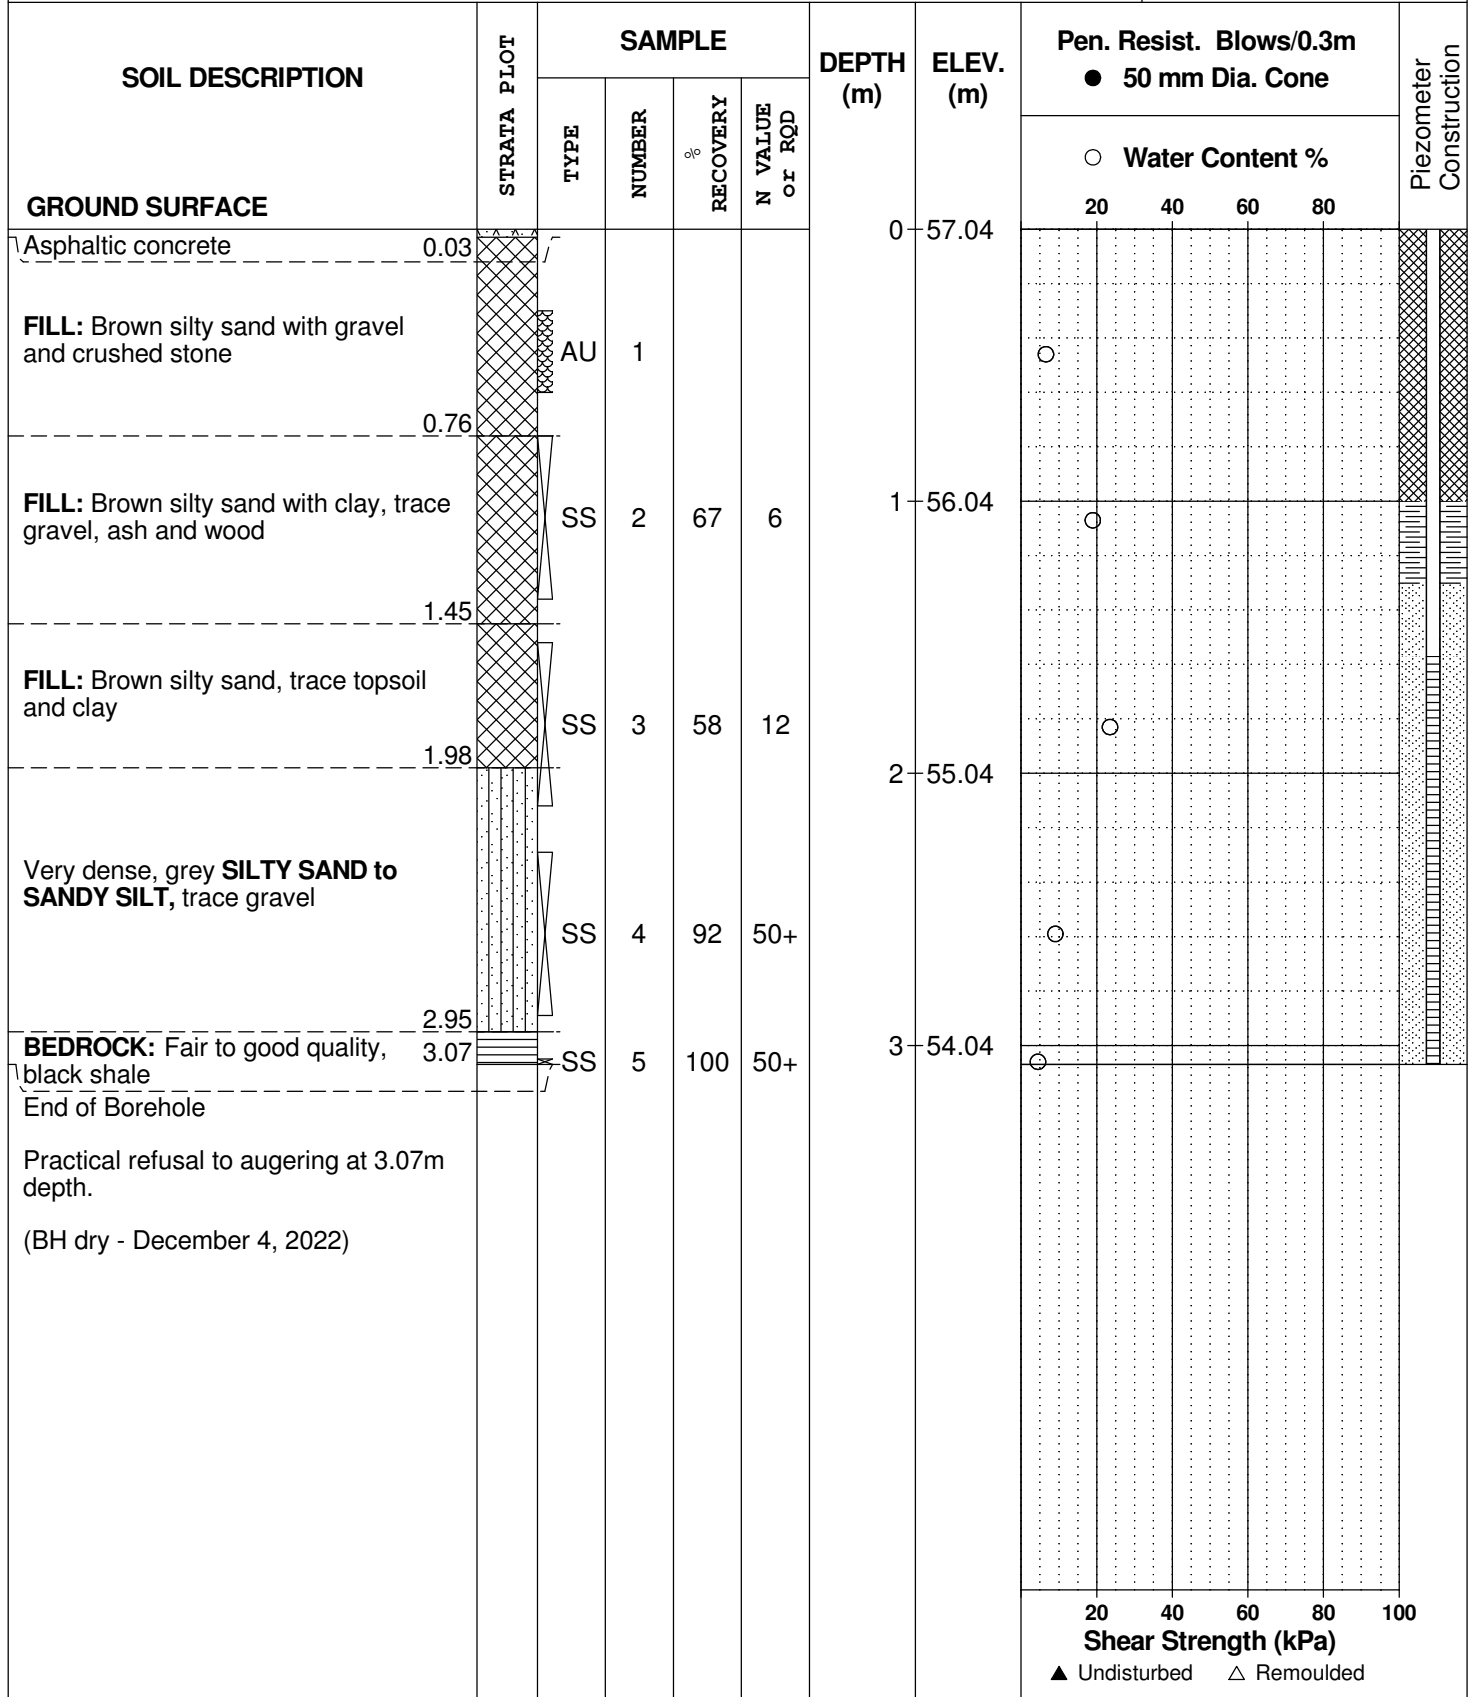 SOIL DESCRIPTION
GROUND SURFACE
STRATA PLOT
SAMPLE
TYPE
NUMBER
%
RECOVERY
N VALUE
or RQD
DEPTH
(m)
ELEV.
(m)
Pen. Resist. Blows/0.3m
● 50 mm Dia. Cone
○ Water Content %
20 40 60 80
Piezometer
Construction
0 57.04
Asphaltic concrete 0.03
FILL: Brown silty sand with gravel
and crushed stone
AU 1
0.76
FILL: Brown silty sand with clay, trace
gravel, ash and wood
SS 2 67 6
1 56.04
1.45
FILL: Brown silty sand, trace topsoil
and clay
SS 3 58 12
1.98
2 55.04
Very dense, grey SILTY SAND to
SANDY SILT, trace gravel
SS 4 92 50+
2.95
BEDROCK: Fair to good quality, 3.07
black shale
SS 5 100 50+
3 54.04
End of Borehole
Practical refusal to augering at 3.07m
depth.
(BH dry - December 4, 2022)
20 40 60 80 100
Shear Strength (kPa)
▲ Undisturbed △ Remoulded